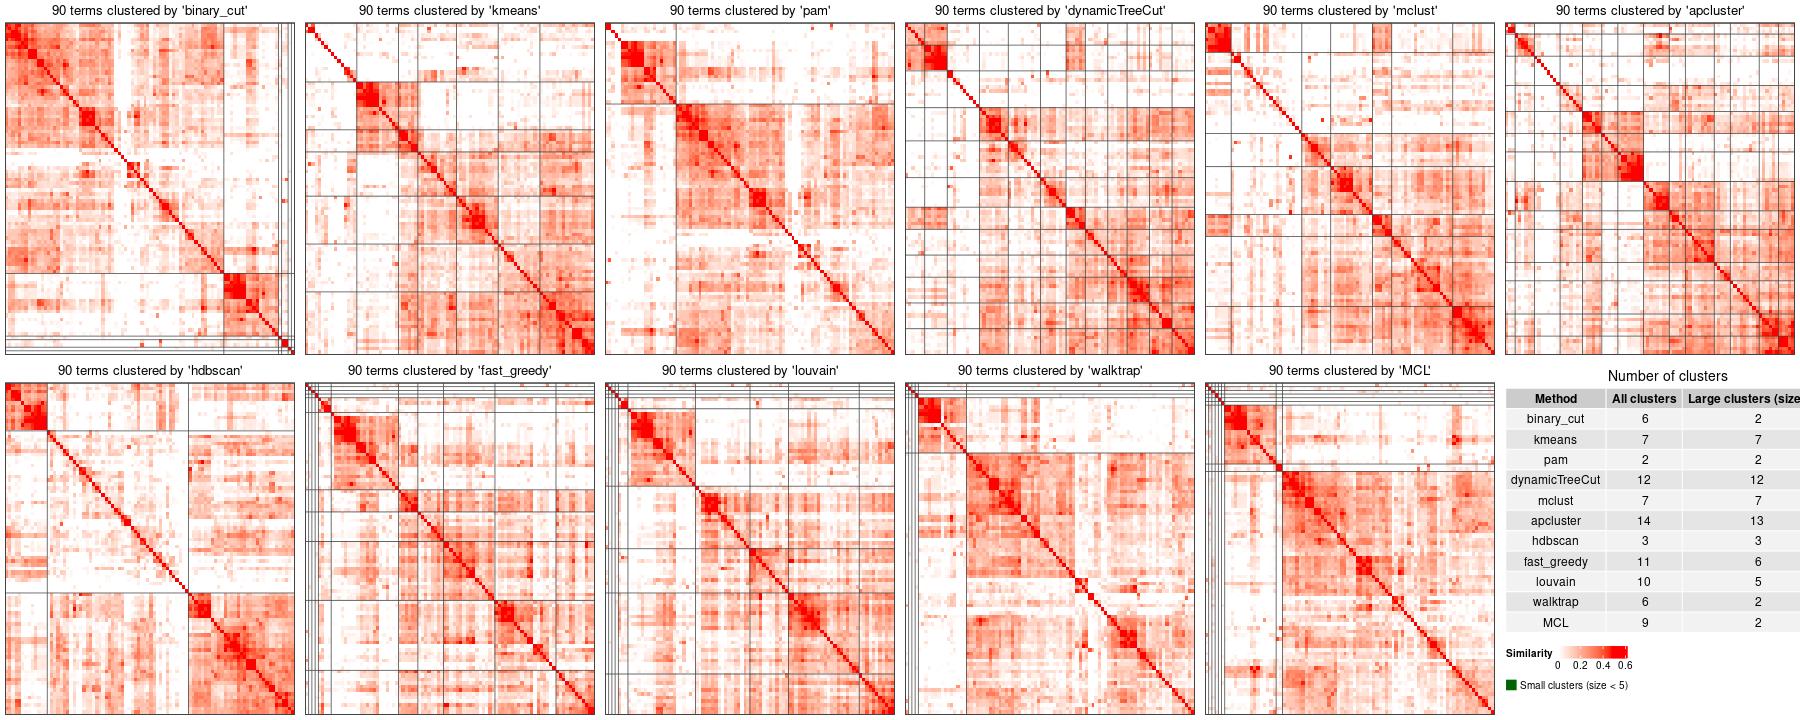 90 terms clustered by 'binary_cut'
90 terms clustered by 'kmeans'
90 terms clustered by 'pam'
90 terms clustered by 'dynamicTreeCut'
90 terms clustered by 'mclust'
90 terms clustered by 'apcluster'
90 terms clustered by 'hdbscan'
90 terms clustered by 'fast_greedy'
90 terms clustered by 'louvain'
90 terms clustered by 'walktrap'
90 terms clustered by 'MCL'
Number of clusters
Method All clusters Large clusters (size
binary_cut 6 2
kmeans 7 7
pam 2 2
dynamicTreeCut 12 12
mclust 7 7
apcluster 14 13
hdbscan 3 3
fast_greedy 11 6
louvain 10 5
walktrap 6 2
MCL 9 2
Similarity
0 0.2 0.4 0.6
Small clusters (size < 5)